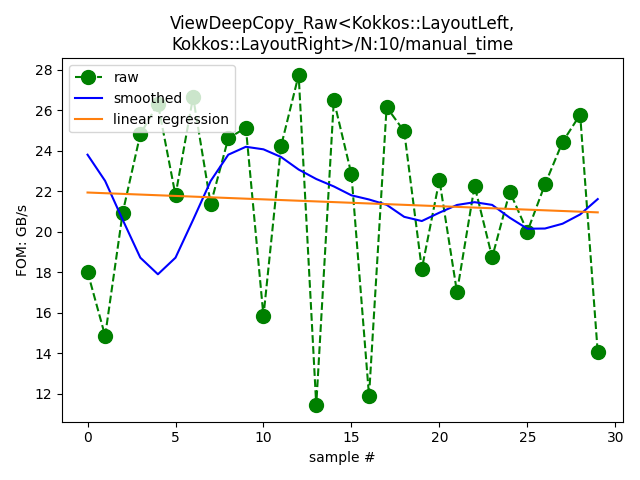 ViewDeepCopy_Raw<Kokkos::LayoutLeft,
Kokkos::LayoutRight>/N:10/manual_time
raw
smoothed
linear regression
FOM: GB/s
28
26
24
22
20
18
16
14
12
0
5
10
15
20
25
30
sample #